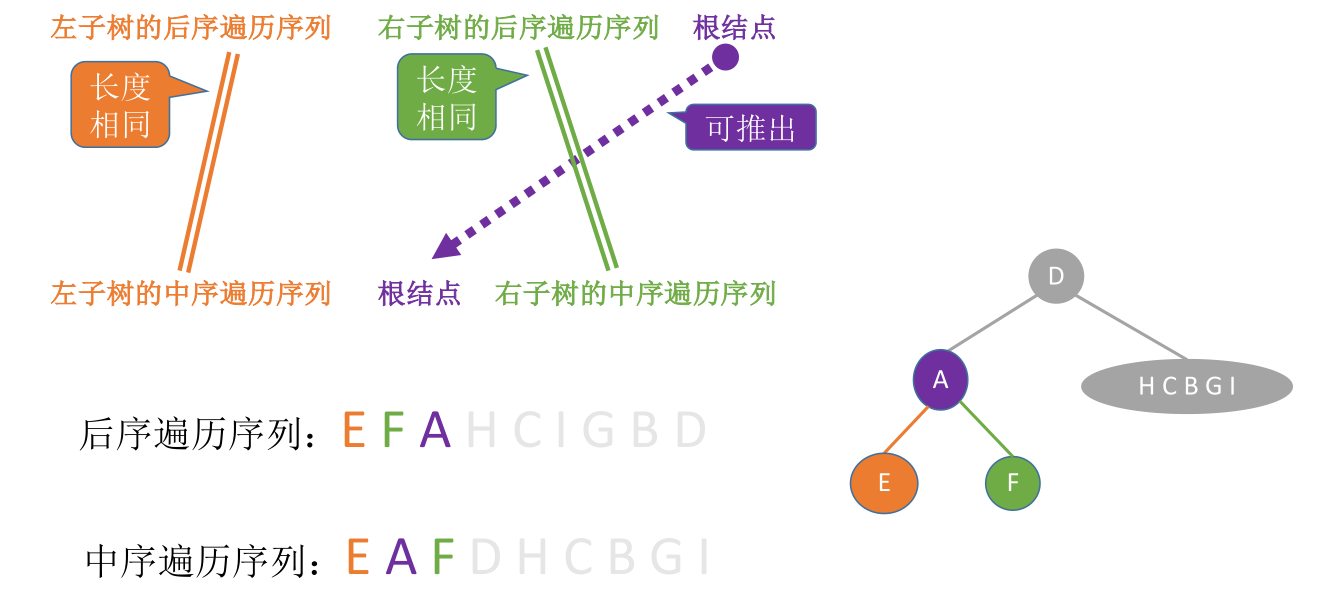 左子树的后序遍历序列 右子树的后序遍历序列 根结点
长度
相同
长度
相同
可推出
左子树的中序遍历序列 根结点 右子树的中序遍历序列
D
A
H C B G I
E
F
后序遍历序列：E F A H C I G B D
中序遍历序列：E A F D H C B G I